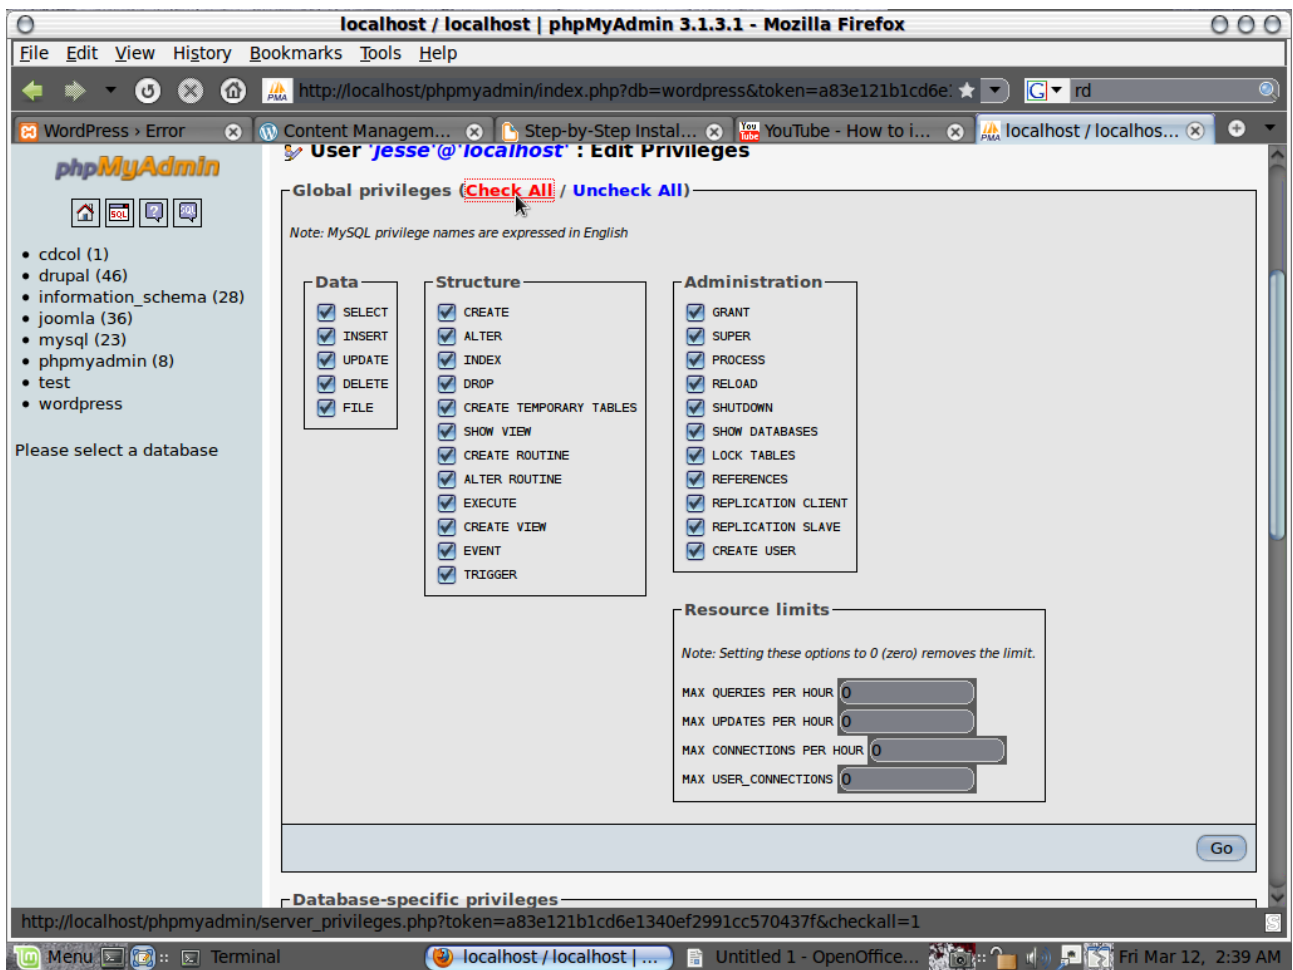 localhost / localhost | phpMyAdmin 3.1.3.1 - Mozilla Firefox
File Edit View History Bookmarks Tools Help
PMA http://localhost/phpmyadmin/index.php?db=wordpress&token=a83e121b1cd6e: G rd
WordPress › Error Content Managem... Step-by-Step Instal... YouTube - How to i... localhost / localhos...
phpMyAdmin
SQL
cdcol (1)
drupal (46)
information_schema (28)
joomla (36)
mysql (23)
phpmyadmin (8)
test
wordpress
Please select a database
User 'jesse'@'localhost' : Edit Privileges
Global privileges (Check All / Uncheck All)
Note: MySQL privilege names are expressed in English
Data
SELECT
INSERT
UPDATE
DELETE
FILE
Structure
CREATE
ALTER
INDEX
DROP
CREATE TEMPORARY TABLES
SHOW VIEW
CREATE ROUTINE
ALTER ROUTINE
EXECUTE
CREATE VIEW
EVENT
TRIGGER
Administration
GRANT
SUPER
PROCESS
RELOAD
SHUTDOWN
SHOW DATABASES
LOCK TABLES
REFERENCES
REPLICATION CLIENT
REPLICATION SLAVE
CREATE USER
Resource limits
Note: Setting these options to 0 (zero) removes the limit.
MAX QUERIES PER HOUR 0
MAX UPDATES PER HOUR 0
MAX CONNECTIONS PER HOUR 0
MAX USER_CONNECTIONS 0
Go
Database-specific privileges
http://localhost/phpmyadmin/server_privileges.php?token=a83e121b1cd6e1340ef2991cc570437f&checkall=1
Menu Terminal localhost / localhost | ... Untitled 1 - OpenOffice... Fri Mar 12, 2:39 AM